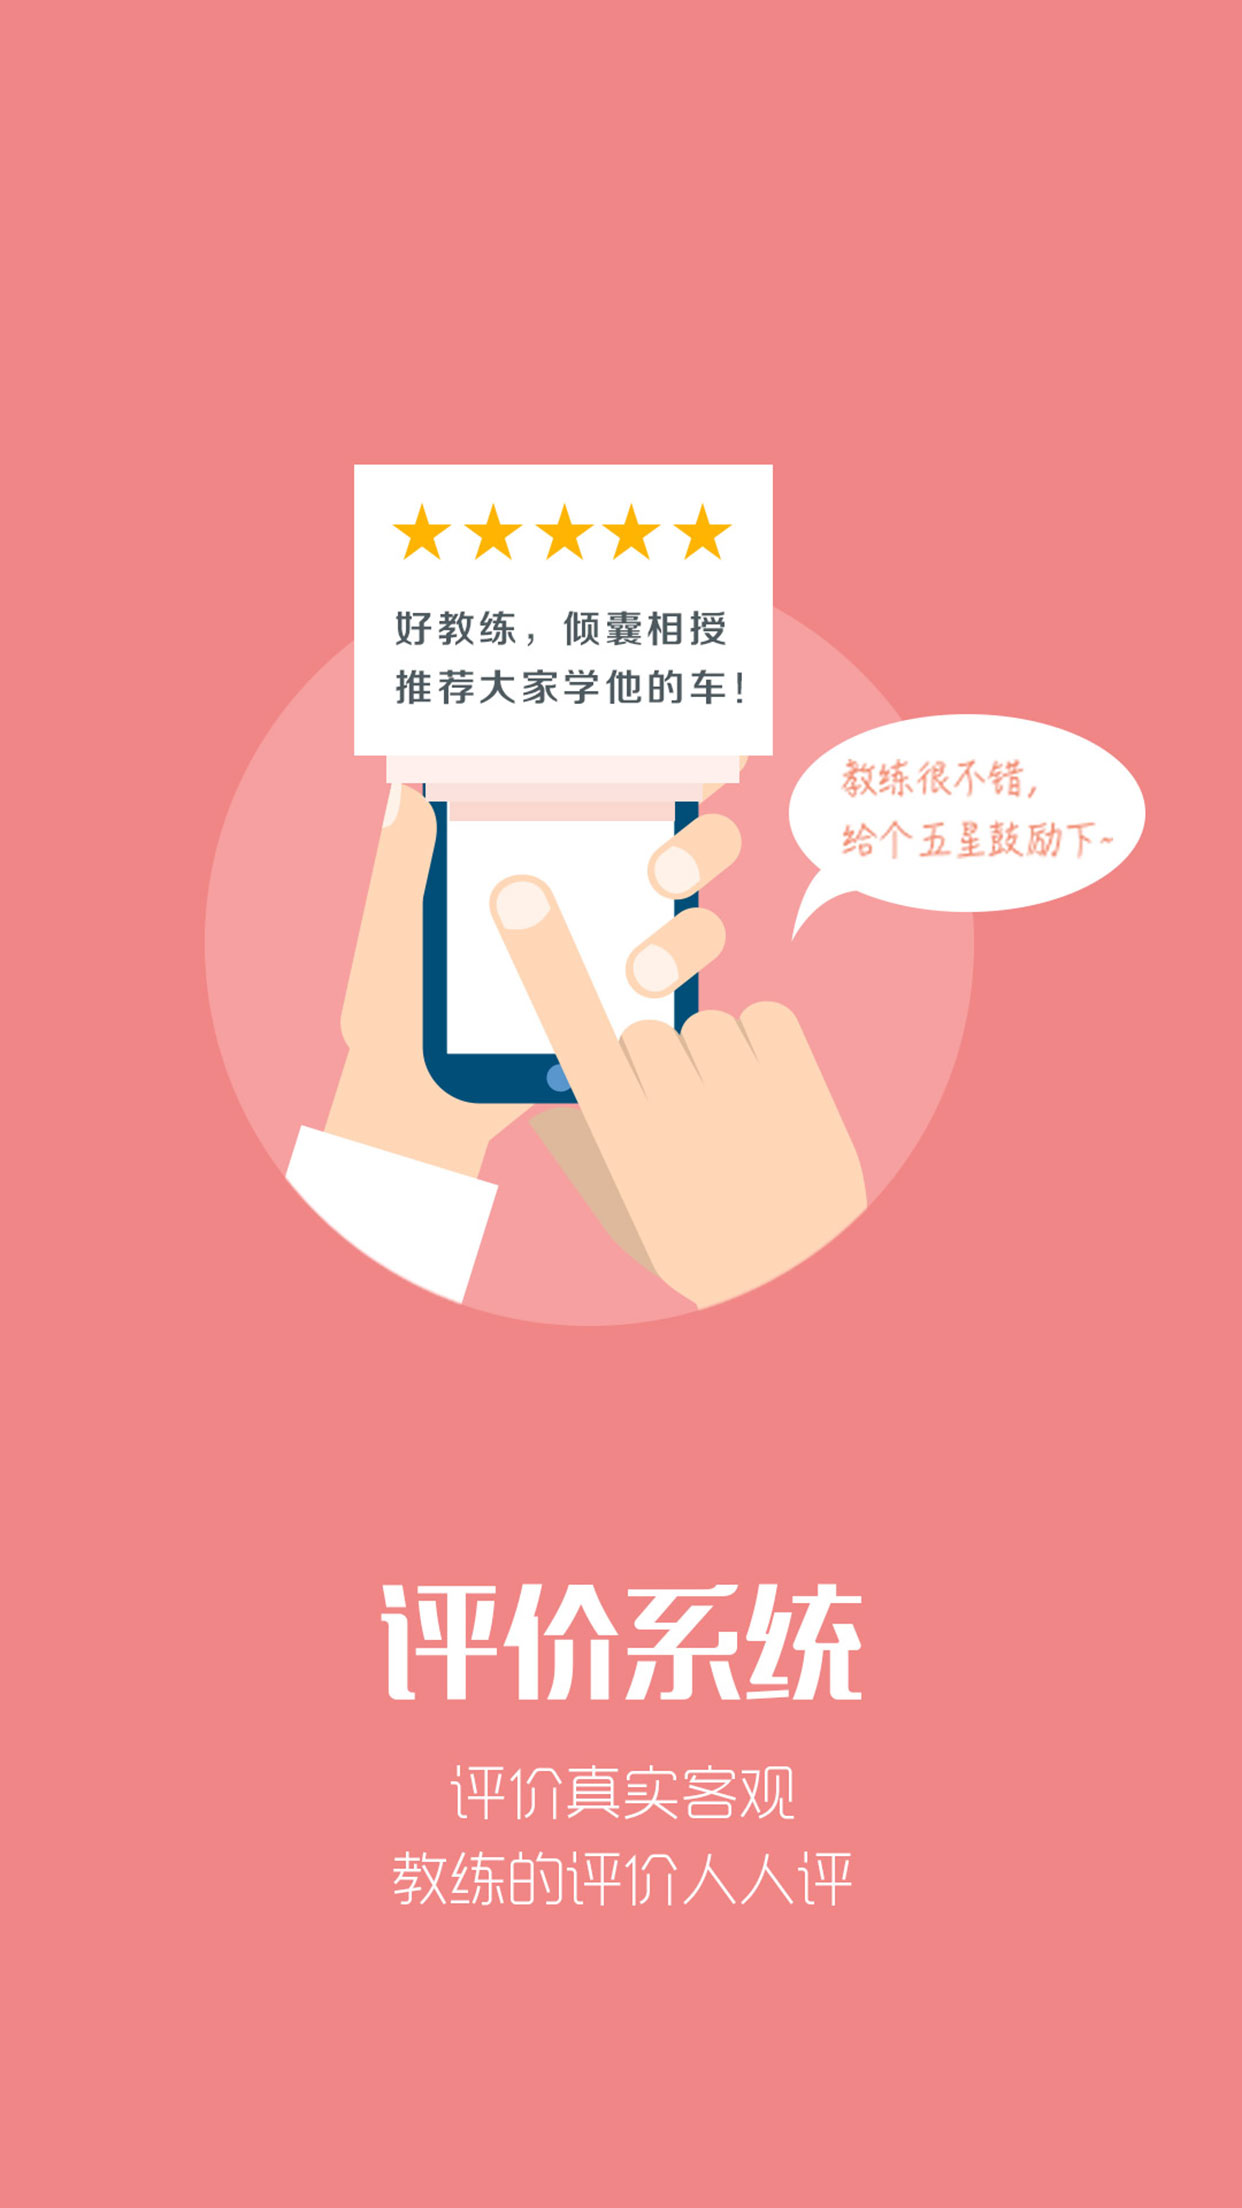 好教练，倾囊相授
推荐大家学他的车！
教练很不错，
给个五星鼓励下~
评价系统
评价真实客观
教练的评价人人评